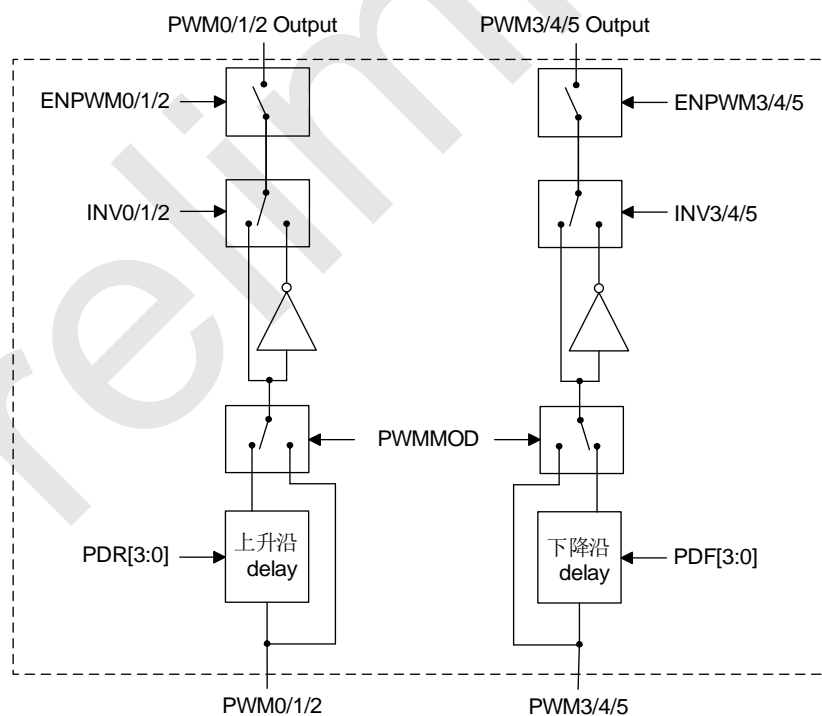 PWM0/1/2 Output
PWM3/4/5 Output
ENPWM0/1/2
ENPWM3/4/5
INV0/1/2
INV3/4/5
PWMMOD
PDR[3:0]
上升沿
delay
下降沿
delay
PDF[3:0]
PWM0/1/2
PWM3/4/5
relim